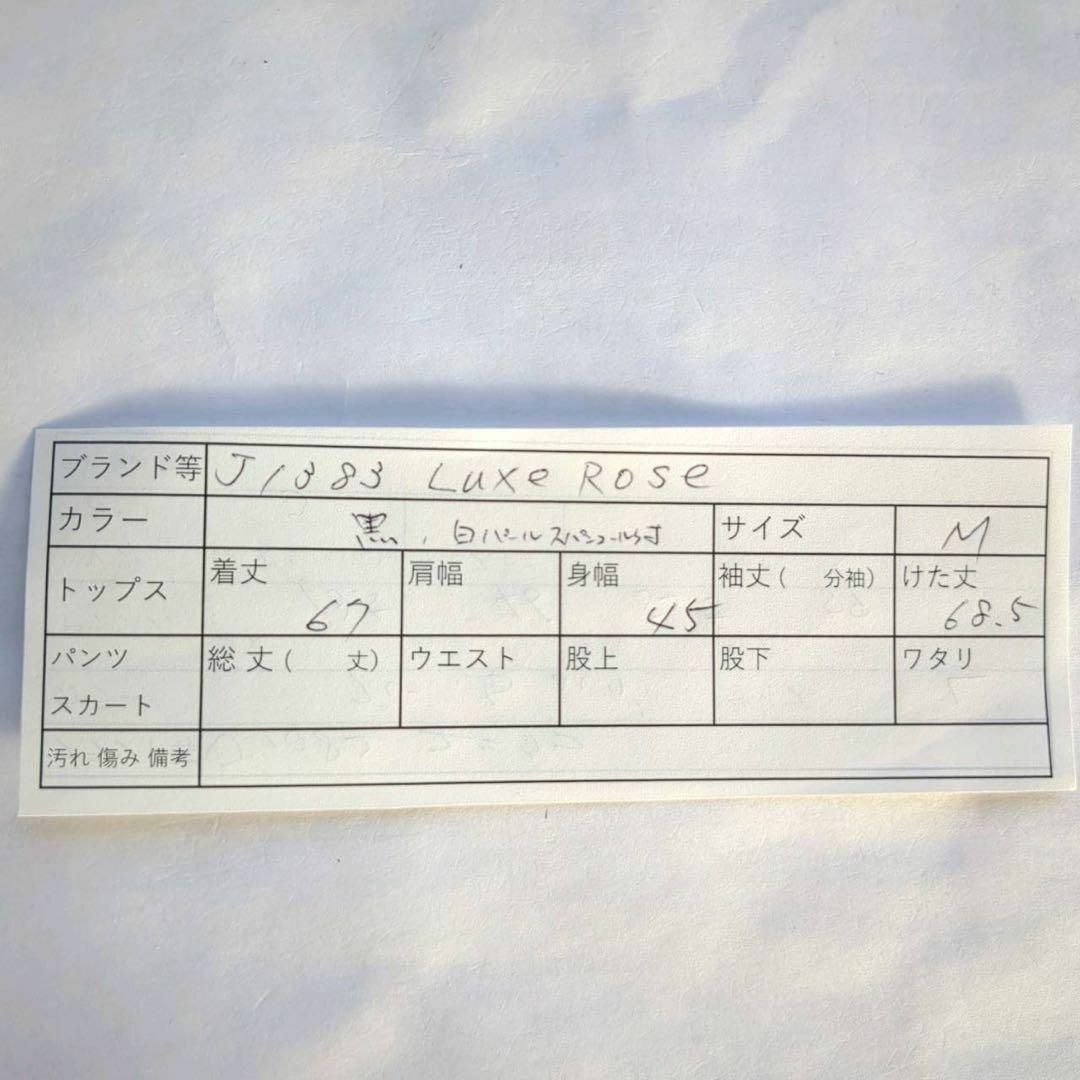 ブランド等 J1383 Luxe Rose
カラー 黒、白パールスパンコール付 サイズ M
トップス 着丈 67 肩幅 身幅 45 袖丈( 分袖) けた丈 68.5
パンツ 総丈( 丈) ウエスト 股上 股下 ワタリ
スカート
汚れ 傷み 備考